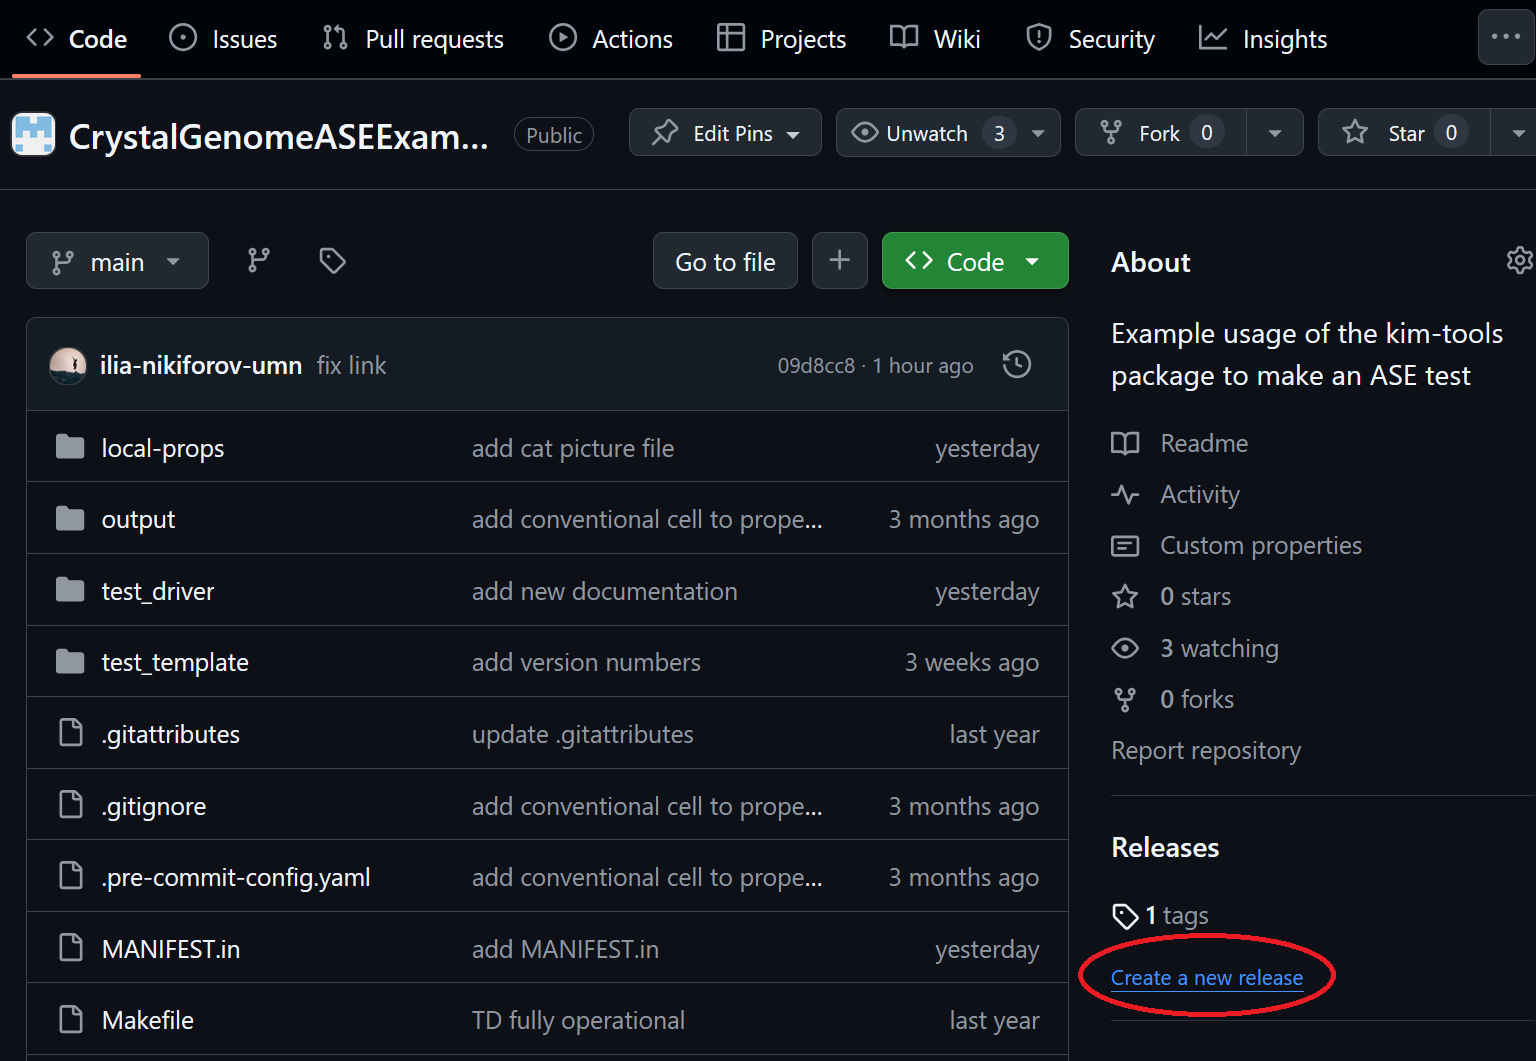 Code Issues Pull requests Actions Projects Wiki Security Insights
CrystalGenomeASEExam... Public Edit Pins Unwatch 3 Fork 0 Star 0
main Go to file Code
ilia-nikiforov-umn fix link 09d8cc8 · 1 hour ago
local-props add cat picture file yesterday
output add conventional cell to prope... 3 months ago
test_driver add new documentation yesterday
test_template add version numbers 3 weeks ago
.gitattributes update .gitattributes last year
.gitignore add conventional cell to prope... 3 months ago
.pre-commit-config.yaml add conventional cell to prope... 3 months ago
MANIFEST.in add MANIFEST.in yesterday
Makefile TD fully operational last year
About
Example usage of the kim-tools
package to make an ASE test
Readme
Activity
Custom properties
0 stars
3 watching
0 forks
Report repository
Releases
1 tags
Create a new release